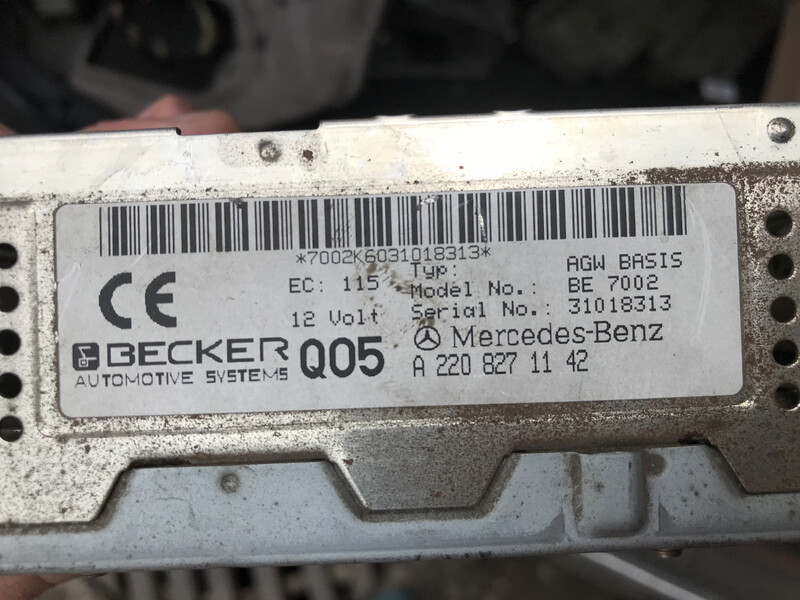 *7002K6031018313*
EC: 115 Typ: AGW BASIS
Model No.: BE 7002
12 Volt Serial No.: 31018313
CE
BECKER Q05 Mercedes-Benz
AUTOMOTIVE SYSTEMS A 220 827 11 42